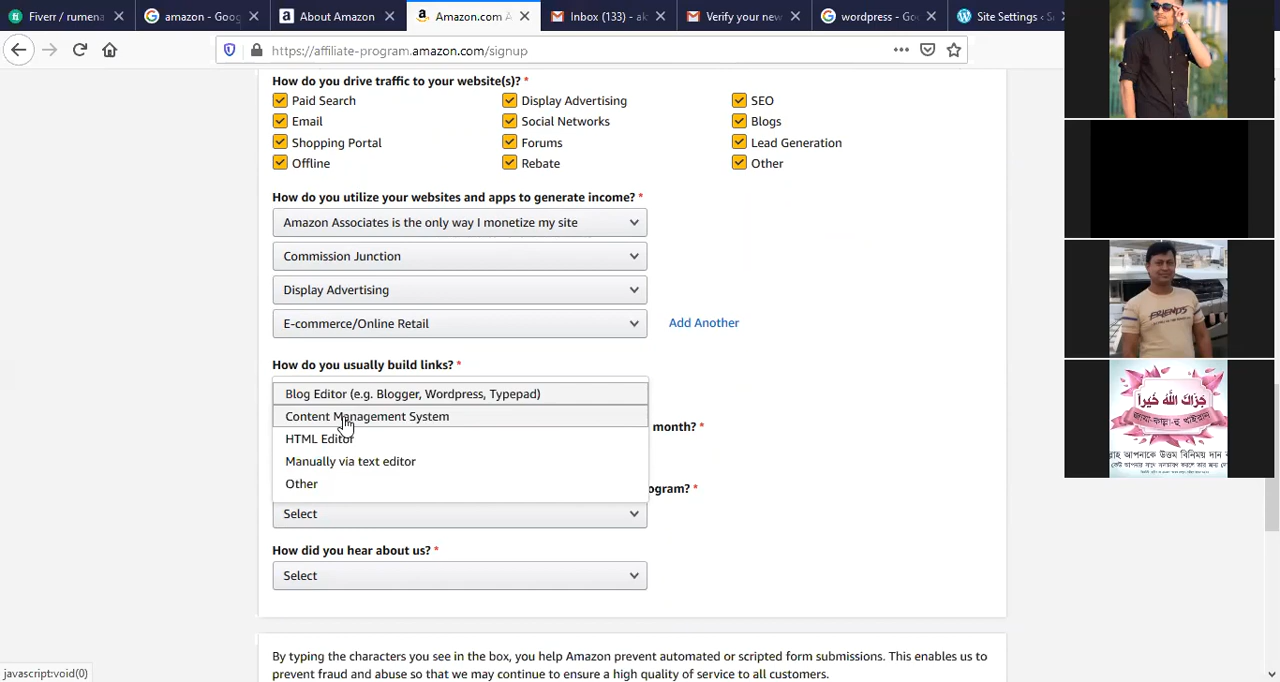 Fiverr / rumena
amazon - Goog
About Amazon
Amazon.com A
Inbox (133) - ak
Verify your new
wordpress - Goo
Site Settings ‹ Si
https://affiliate-program.amazon.com/signup
How do you drive traffic to your website(s)? *
Paid Search
Display Advertising
SEO
Email
Social Networks
Blogs
Shopping Portal
Forums
Lead Generation
Offline
Rebate
Other
How do you utilize your websites and apps to generate income? *
Amazon Associates is the only way I monetize my site
Commission Junction
Display Advertising
E-commerce/Online Retail
Add Another
How do you usually build links? *
Blog Editor (e.g. Blogger, Wordpress, Typepad)
Content Management System
month? *
HTML Editor
Manually via text editor
Other
ogram? *
Select
How did you hear about us? *
Select
By typing the characters you see in the box, you help Amazon prevent automated or scripted form submissions. This enables us to
prevent fraud and abuse so that we may continue to ensure a high quality of service to all customers.
javascript:void(0)
FRIENDS
جَزَاكَ اللَّهُ خَيْرًا
আপনাকে উত্তম বিনিময় দান